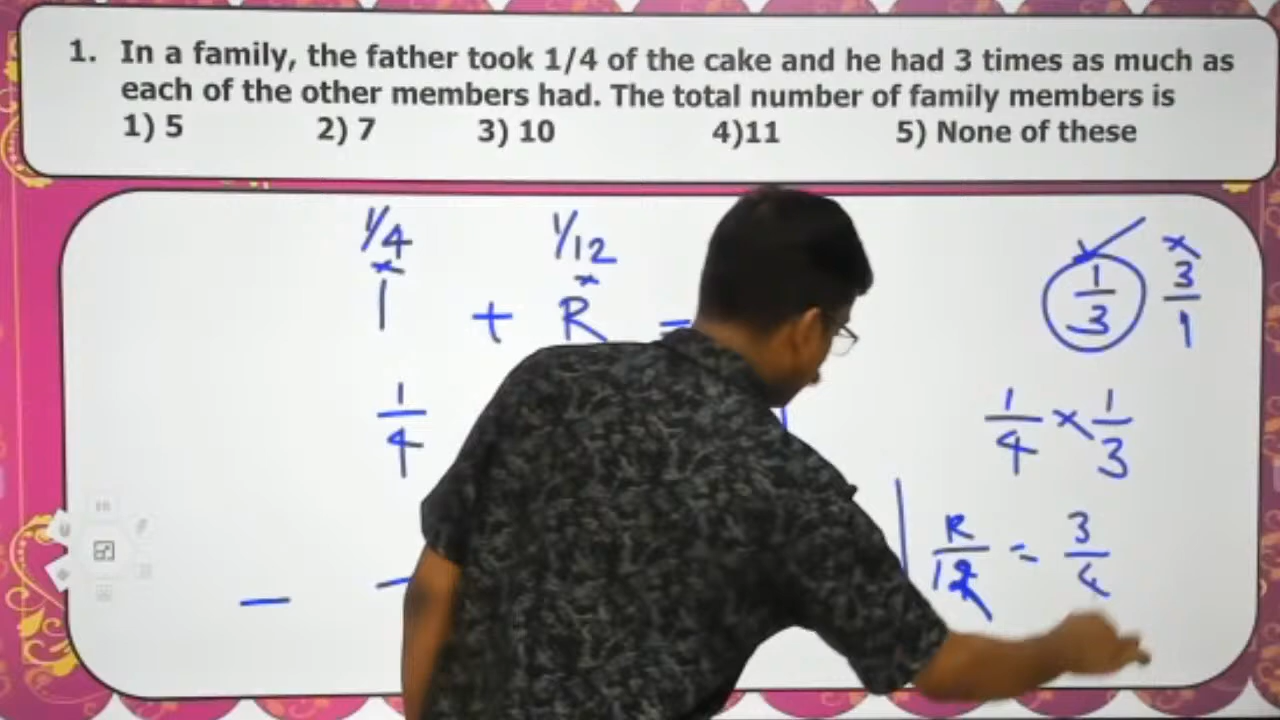 1. In a family, the father took 1/4 of the cake and he had 3 times as much as
each of the other members had. The total number of family members is
1) 5 2) 7 3) 10 4)11 5) None of these
1/4 1/12
× × ×
1 + R =
1/3 3/1
1/4 1/4 × 1/3
R/12 = 3/4